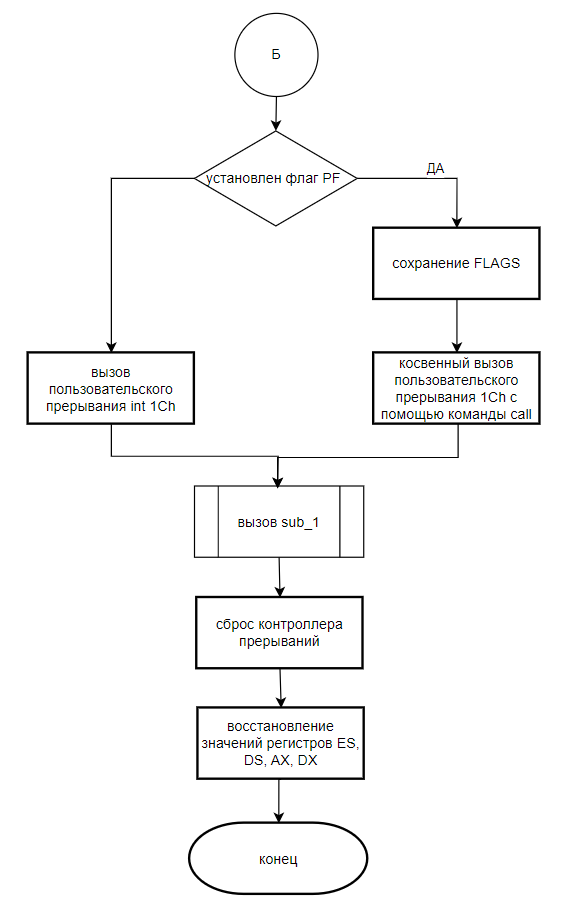 Б
установлен флаг PF
ДА
сохранение FLAGS
вызов
пользовательского
прерывания int 1Ch
косвенный вызов
пользовательского
прерывания 1Ch с
помощью команды call
вызов sub_1
сброс контроллера
прерываний
восстановление
значений регистров ES,
DS, AX, DX
конец